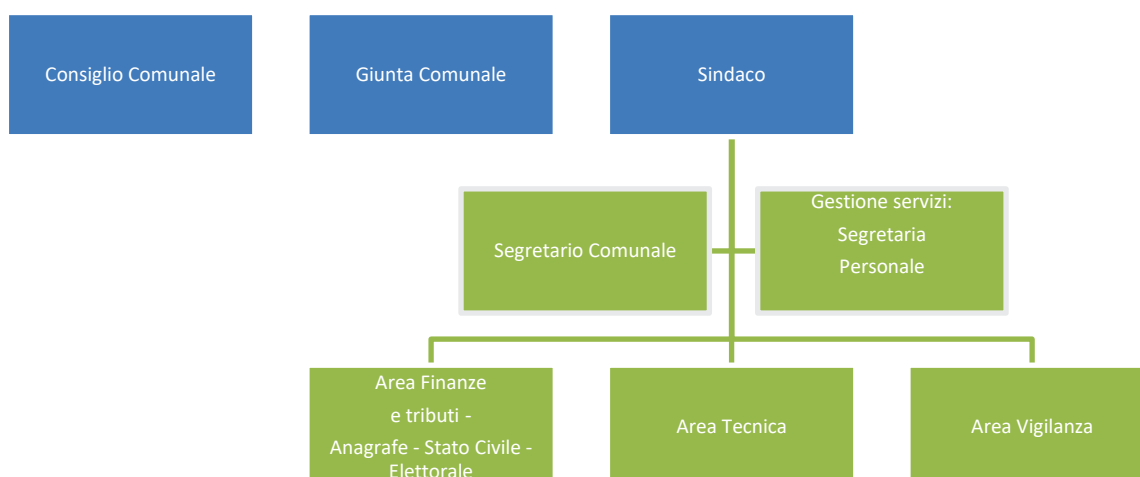 Consiglio Comunale
Giunta Comunale
Sindaco
Segretario Comunale
Gestione servizi:
Segretaria
Personale
Area Finanze
e tributi -
Anagrafe - Stato Civile -
Elettorale
Area Tecnica
Area Vigilanza